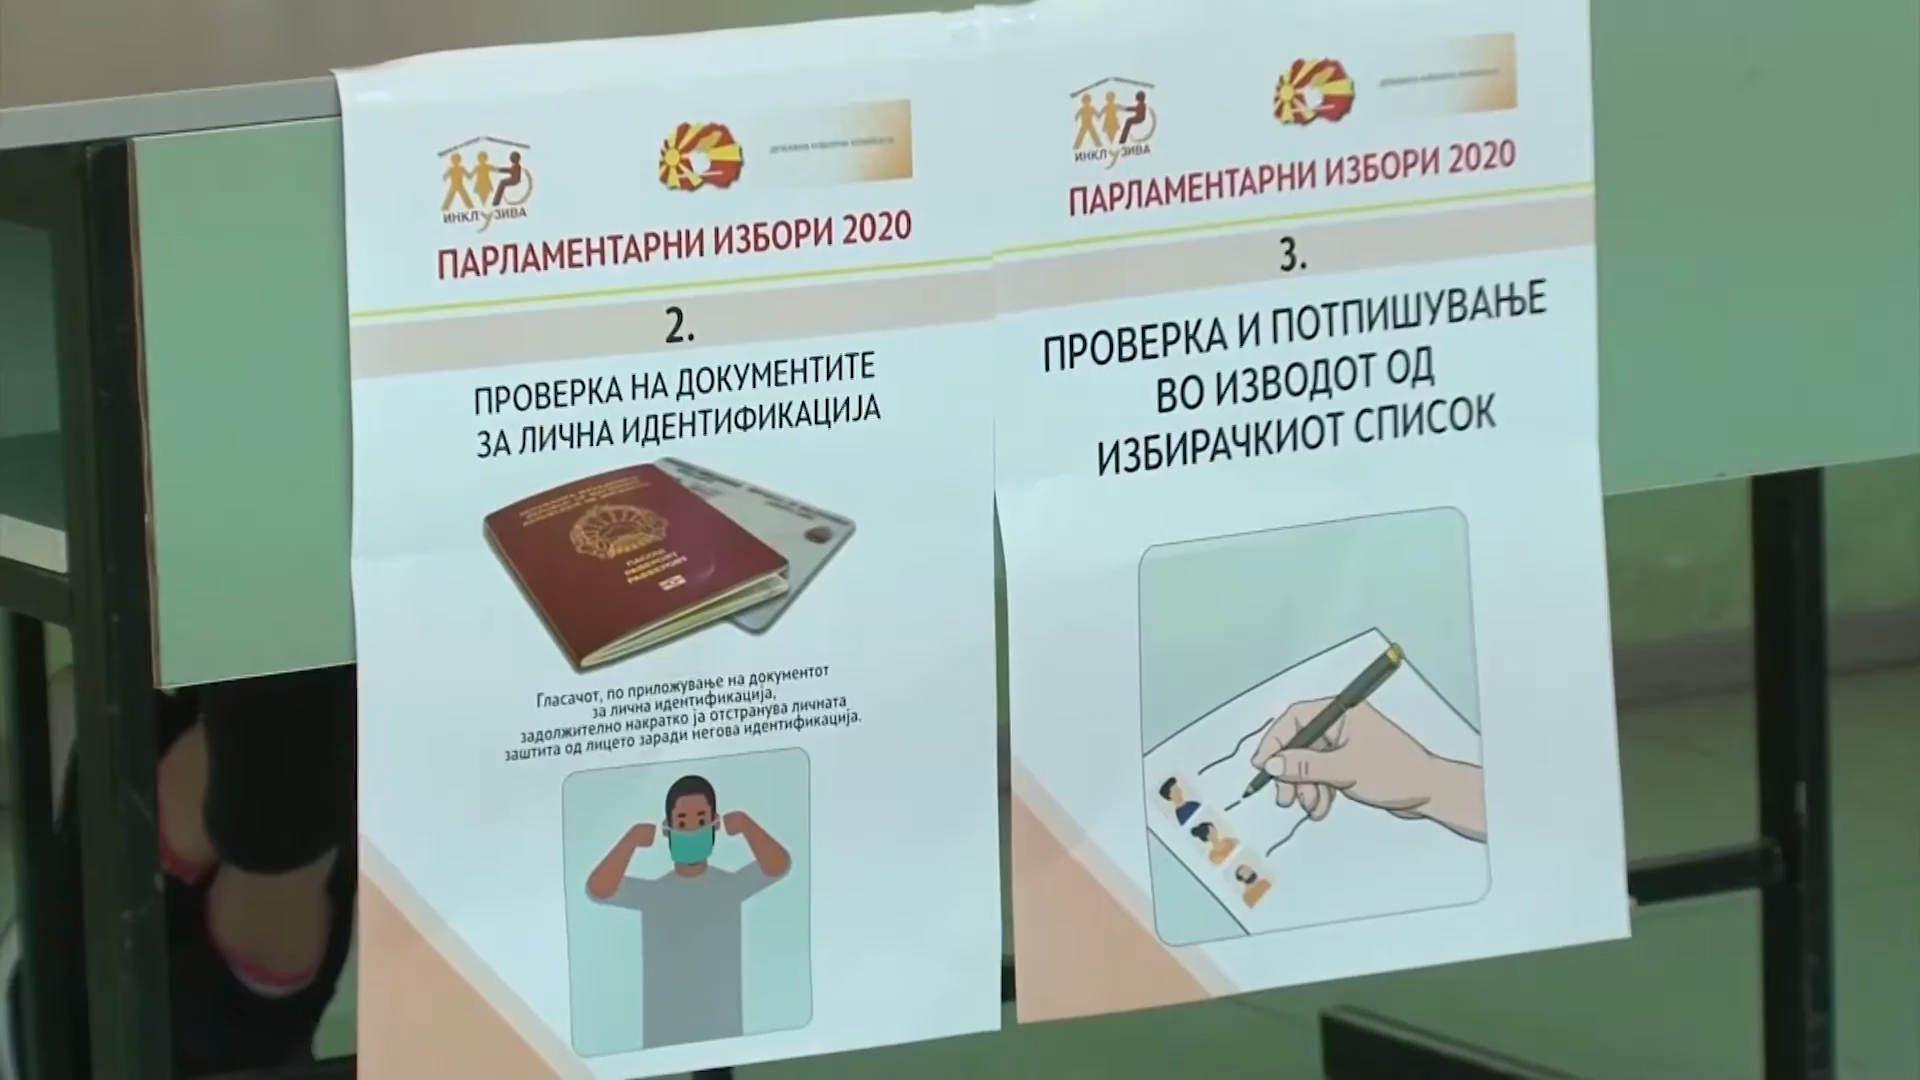 ИНКЛУЗИВА
ПАРЛАМЕНТАРНИ ИЗБОРИ 2020
2.
ПРОВЕРКА НА ДОКУМЕНТИТЕ
ЗА ЛИЧНА ИДЕНТИФИКАЦИЈА
Гласачот, по приложување на документот
за лична идентификација,
задолжително накратко ја отстранува личната
заштита од лицето заради негова идентификација.
ИНКЛУЗИВА
ПАРЛАМЕНТАРНИ ИЗБОРИ 2020
3.
ПРОВЕРКА И ПОТПИШУВАЊЕ
ВО ИЗВОДОТ ОД
ИЗБИРАЧКИОТ СПИСОК